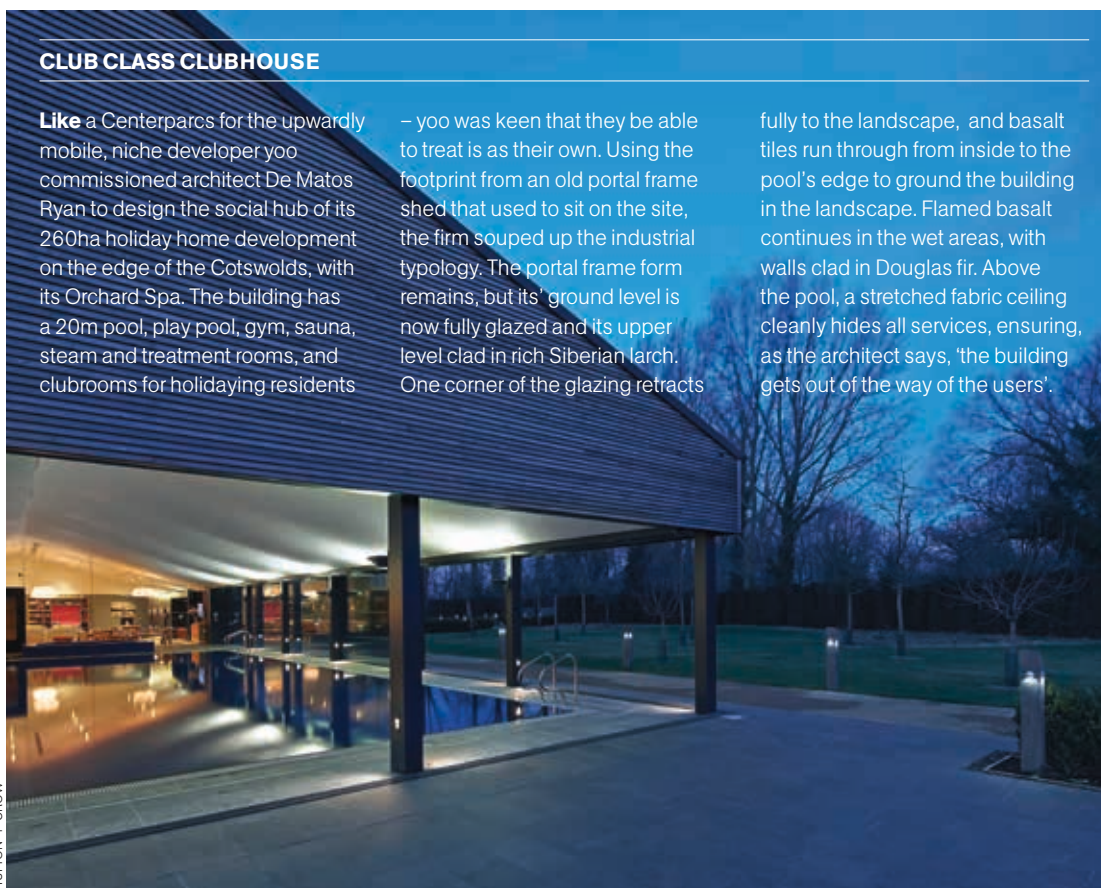 CLUB CLASS CLUBHOUSE
Like a Centerparcs for the upwardly
mobile, niche developer yoo
commissioned architect De Matos
Ryan to design the social hub of its
260ha holiday home development
on the edge of the Cotswolds, with
its Orchard Spa. The building has
a 20m pool, play pool, gym, sauna,
steam and treatment rooms, and
clubrooms for holidaying residents
– yoo was keen that they be able
to treat is as their own. Using the
footprint from an old portal frame
shed that used to sit on the site,
the firm souped up the industrial
typology. The portal frame form
remains, but its’ ground level is
now fully glazed and its upper
level clad in rich Siberian larch.
One corner of the glazing retracts
fully to the landscape, and basalt
tiles run through from inside to the
pool’s edge to ground the building
in the landscape. Flamed basalt
continues in the wet areas, with
walls clad in Douglas fir. Above
the pool, a stretched fabric ceiling
cleanly hides all services, ensuring,
as the architect says, ‘the building
gets out of the way of the users’.